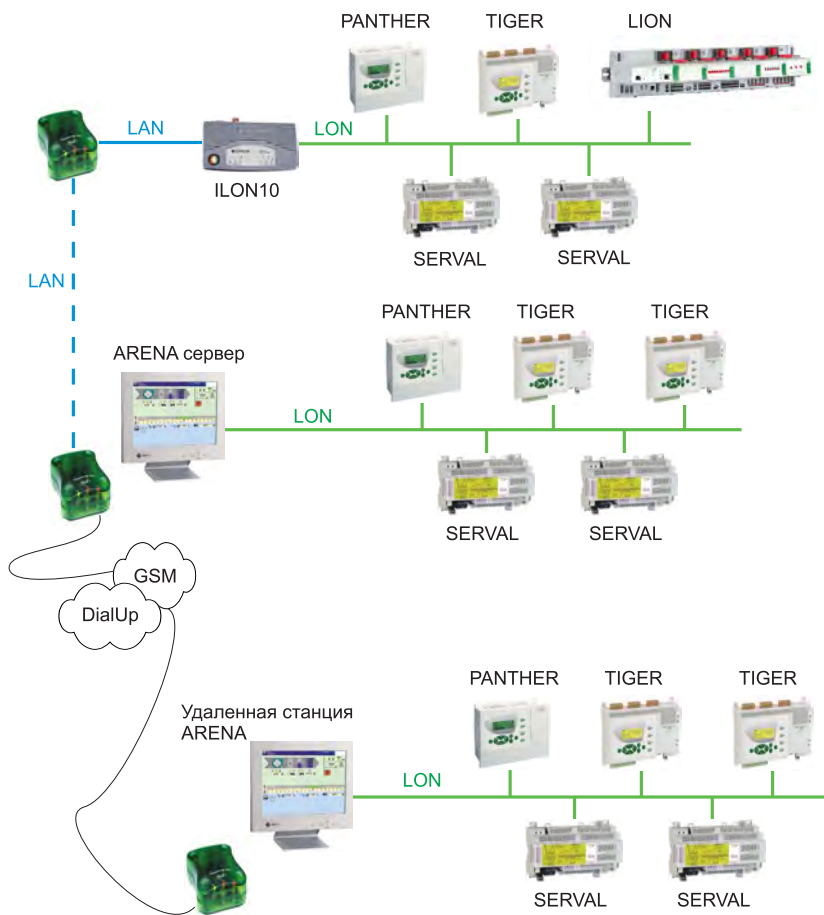 PANTHER TIGER LION
LAN
LON
ILON10
SERVAL SERVAL
LAN
PANTHER TIGER TIGER
ARENA сервер
LON
SERVAL SERVAL
GSM
DialUp
PANTHER TIGER TIGER
Удаленная станция
ARENA
LON
SERVAL SERVAL